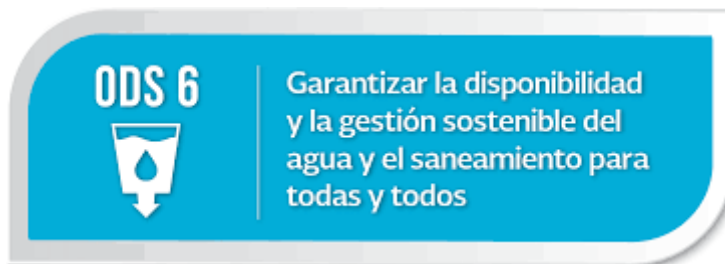 ODS 6
Garantizar la disponibilidad
y la gestión sostenible del
agua y el saneamiento para
todas y todos